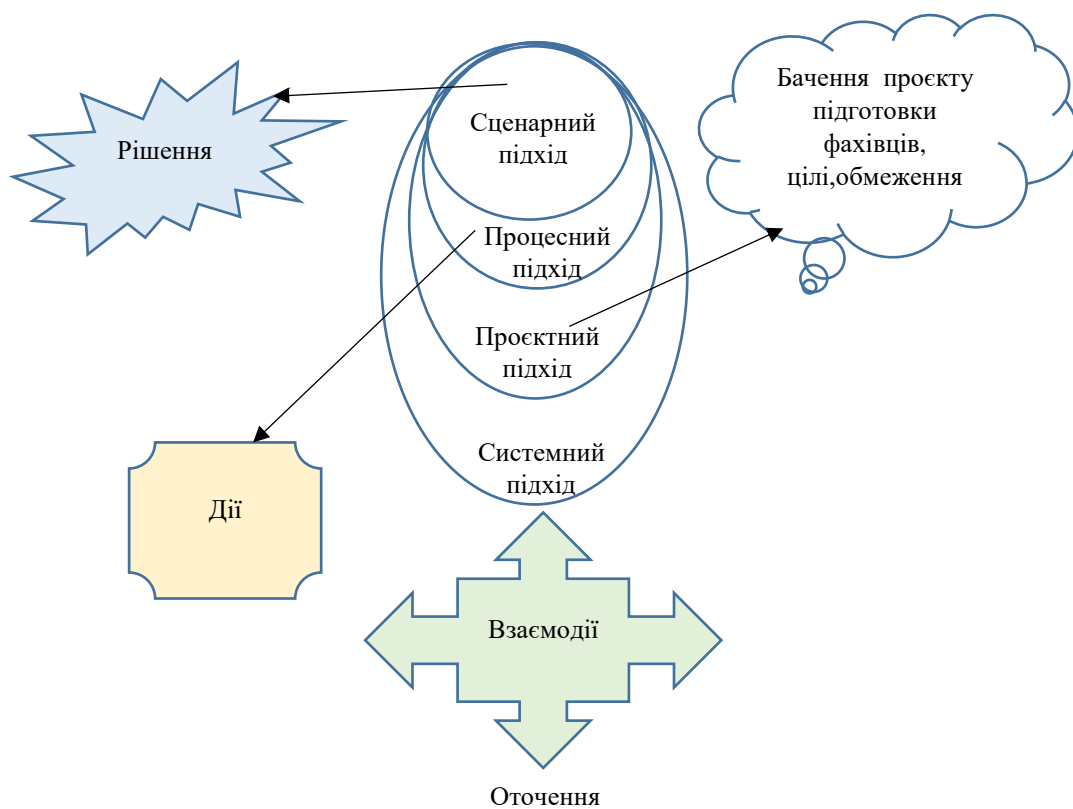 Рішення
Сценарний
підхід
Бачення проєкту
підготовки
фахівців,
цілі,обмеження
Процесний
підхід
Проєктний
підхід
Системний
підхід
Дії
Взаємодії
Оточення